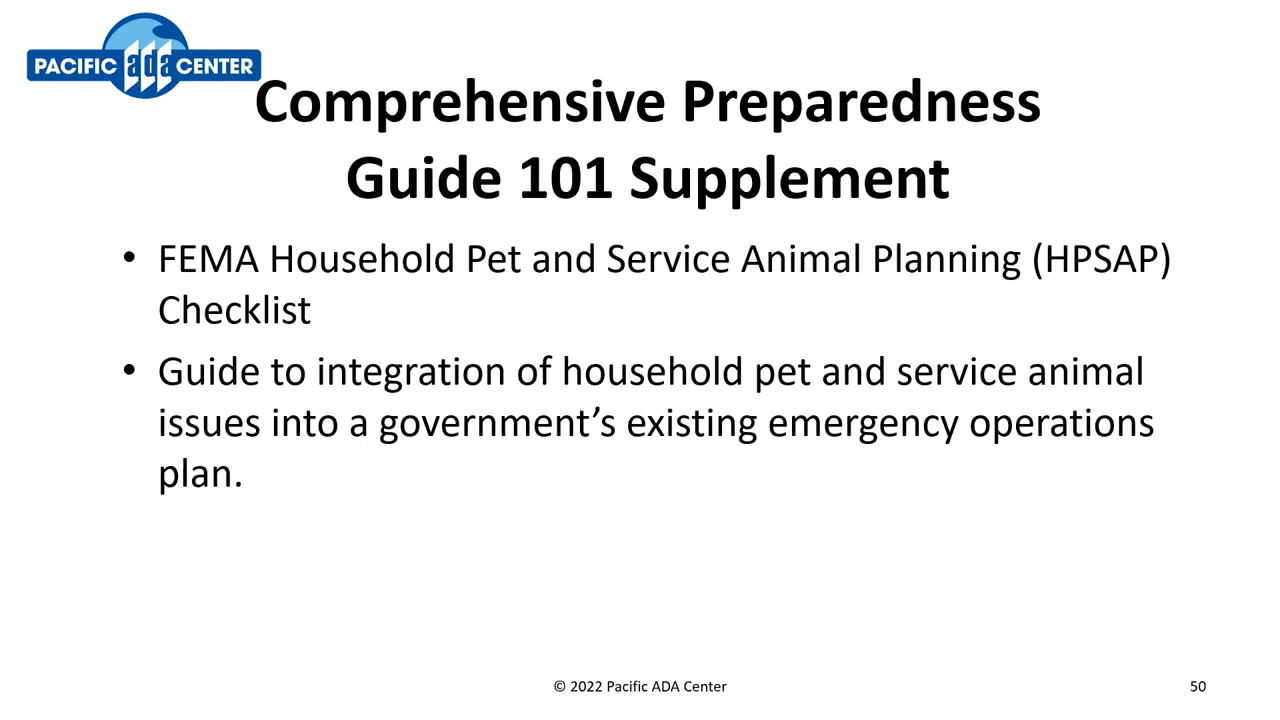 PACIFIC ada CENTER
Comprehensive Preparedness
Guide 101 Supplement
• FEMA Household Pet and Service Animal Planning (HPSAP)
Checklist
• Guide to integration of household pet and service animal
issues into a government’s existing emergency operations
plan.
© 2022 Pacific ADA Center
50